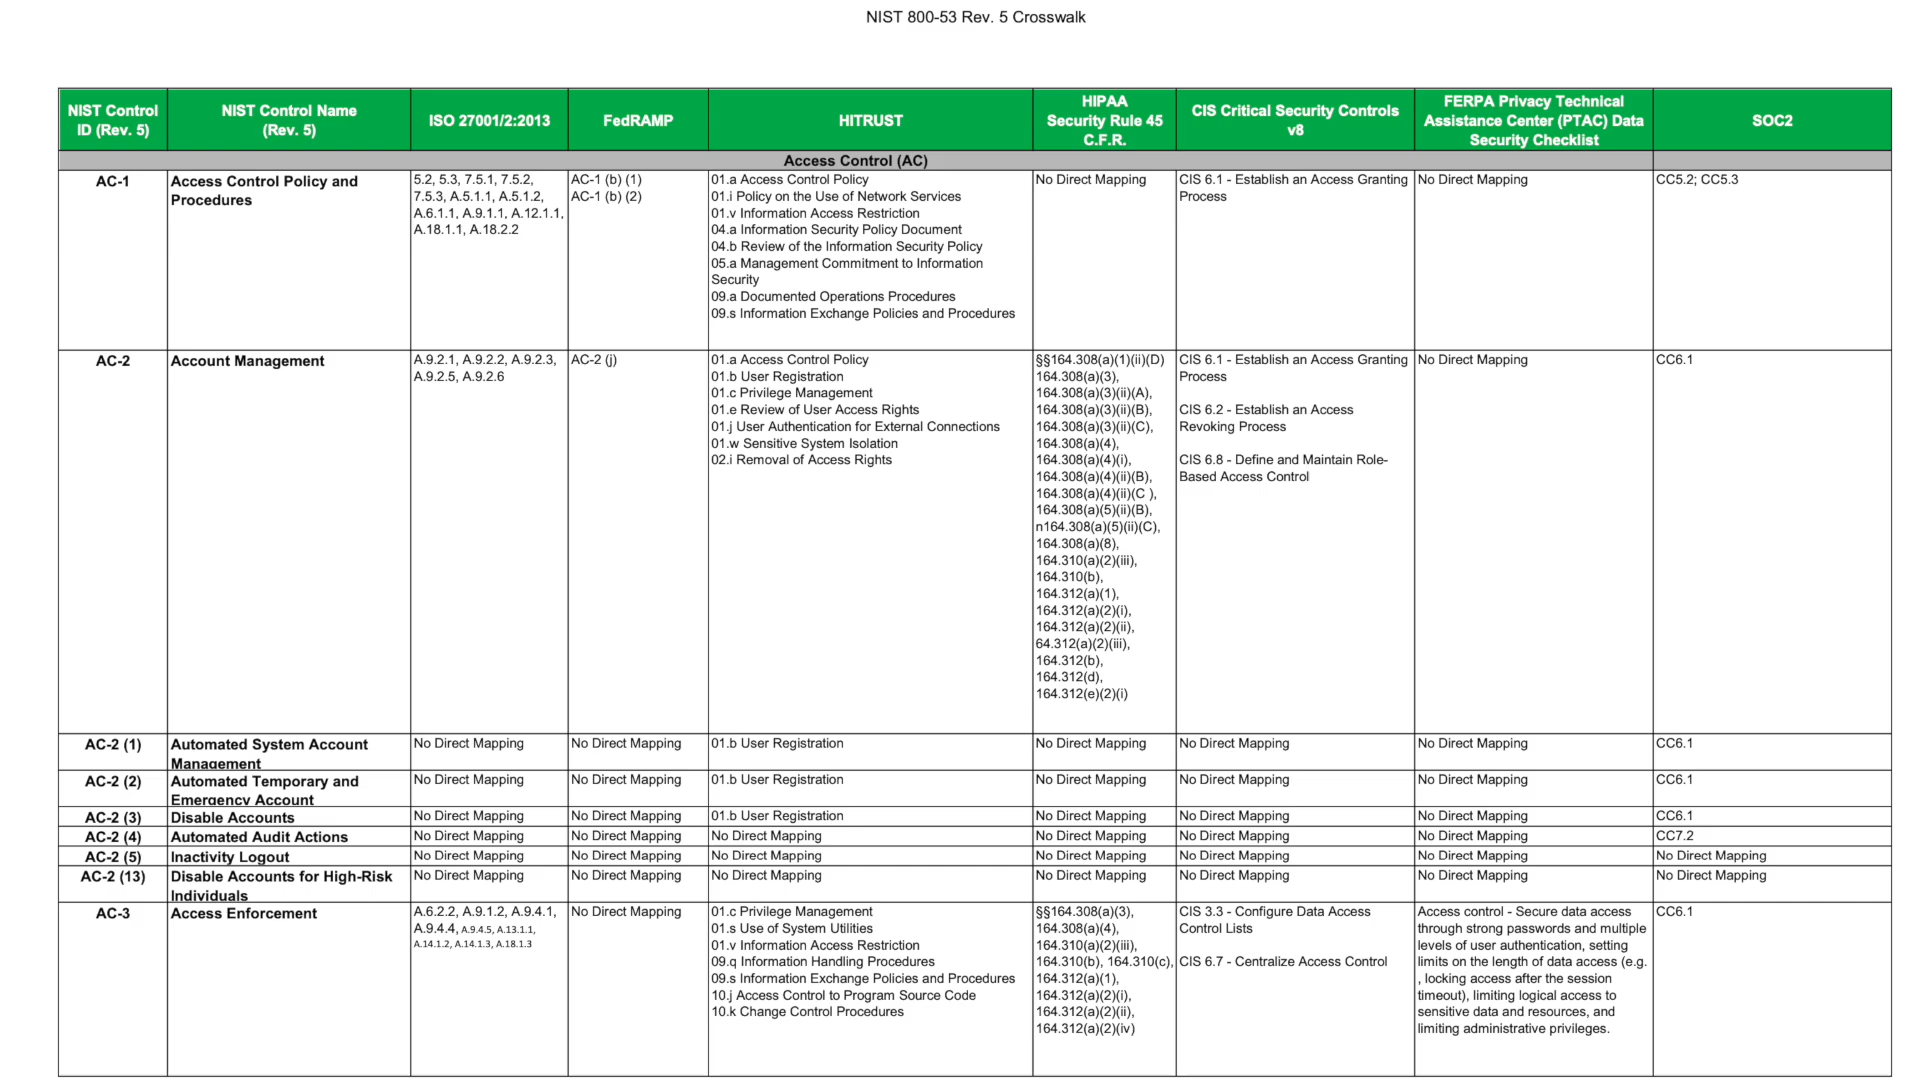 NIST 800-53 Rev. 5 Crosswalk
NIST Control ID (Rev. 5)
NIST Control Name (Rev. 5)
ISO 27001/2:2013
FedRAMP
HITRUST
HIPAA Security Rule 45 C.F.R.
CIS Critical Security Controls v8
FERPA Privacy Technical Assistance Center (PTAC) Data Security Checklist
SOC2
Access Control (AC)
AC-1
Access Control Policy and
Procedures
5.2, 5.3, 7.5.1, 7.5.2,
7.5.3, A.5.1.1, A.5.1.2,
A.6.1.1, A.9.1.1, A.12.1.1,
A.18.1.1, A.18.2.2
AC-1 (b) (1)
AC-1 (b) (2)
01.a Access Control Policy
01.i Policy on the Use of Network Services
01.v Information Access Restriction
04.a Information Security Policy Document
04.b Review of the Information Security Policy
05.a Management Commitment to Information
Security
09.a Documented Operations Procedures
09.s Information Exchange Policies and Procedures
No Direct Mapping
CIS 6.1 - Establish an Access Granting
Process
No Direct Mapping
CC5.2; CC5.3
AC-2
Account Management
A.9.2.1, A.9.2.2, A.9.2.3,
A.9.2.5, A.9.2.6
AC-2 (j)
01.a Access Control Policy
01.b User Registration
01.c Privilege Management
01.e Review of User Access Rights
01.j User Authentication for External Connections
01.w Sensitive System Isolation
02.i Removal of Access Rights
§§164.308(a)(1)(ii)(D)
164.308(a)(3),
164.308(a)(3)(ii)(A),
164.308(a)(3)(ii)(B),
164.308(a)(3)(ii)(C),
164.308(a)(4),
164.308(a)(4)(i),
164.308(a)(4)(ii)(B),
164.308(a)(4)(ii)(C ),
164.308(a)(5)(ii)(B),
n164.308(a)(5)(ii)(C),
164.308(a)(8),
164.310(a)(2)(iii),
164.310(b),
164.312(a)(1),
164.312(a)(2)(i),
164.312(a)(2)(ii),
64.312(a)(2)(iii),
164.312(b),
164.312(d),
164.312(e)(2)(i)
CIS 6.1 - Establish an Access Granting
Process
CIS 6.2 - Establish an Access
Revoking Process
CIS 6.8 - Define and Maintain Role-
Based Access Control
No Direct Mapping
CC6.1
AC-2 (1)
Automated System Account
Management
No Direct Mapping
No Direct Mapping
01.b User Registration
No Direct Mapping
No Direct Mapping
No Direct Mapping
CC6.1
AC-2 (2)
Automated Temporary and
Emergency Account
No Direct Mapping
No Direct Mapping
01.b User Registration
No Direct Mapping
No Direct Mapping
No Direct Mapping
CC6.1
AC-2 (3)
Disable Accounts
No Direct Mapping
No Direct Mapping
01.b User Registration
No Direct Mapping
No Direct Mapping
No Direct Mapping
CC6.1
AC-2 (4)
Automated Audit Actions
No Direct Mapping
No Direct Mapping
No Direct Mapping
No Direct Mapping
No Direct Mapping
No Direct Mapping
CC7.2
AC-2 (5)
Inactivity Logout
No Direct Mapping
No Direct Mapping
No Direct Mapping
No Direct Mapping
No Direct Mapping
No Direct Mapping
No Direct Mapping
AC-2 (13)
Disable Accounts for High-Risk
Individuals
No Direct Mapping
No Direct Mapping
No Direct Mapping
No Direct Mapping
No Direct Mapping
No Direct Mapping
No Direct Mapping
AC-3
Access Enforcement
A.6.2.2, A.9.1.2, A.9.4.1,
A.9.4.4, A.9.4.5, A.13.1.1,
A.14.1.2, A.14.1.3, A.18.1.3
No Direct Mapping
01.c Privilege Management
01.s Use of System Utilities
01.v Information Access Restriction
09.q Information Handling Procedures
09.s Information Exchange Policies and Procedures
10.j Access Control to Program Source Code
10.k Change Control Procedures
§§164.308(a)(3),
164.308(a)(4),
164.310(a)(2)(iii),
164.310(b), 164.310(c),
164.312(a)(1),
164.312(a)(2)(i),
164.312(a)(2)(ii),
164.312(a)(2)(iv)
CIS 3.3 - Configure Data Access
Control Lists
CIS 6.7 - Centralize Access Control
Access control - Secure data access
through strong passwords and multiple
levels of user authentication, setting
limits on the length of data access (e.g.
, locking access after the session
timeout), limiting logical access to
sensitive data and resources, and
limiting administrative privileges.
CC6.1